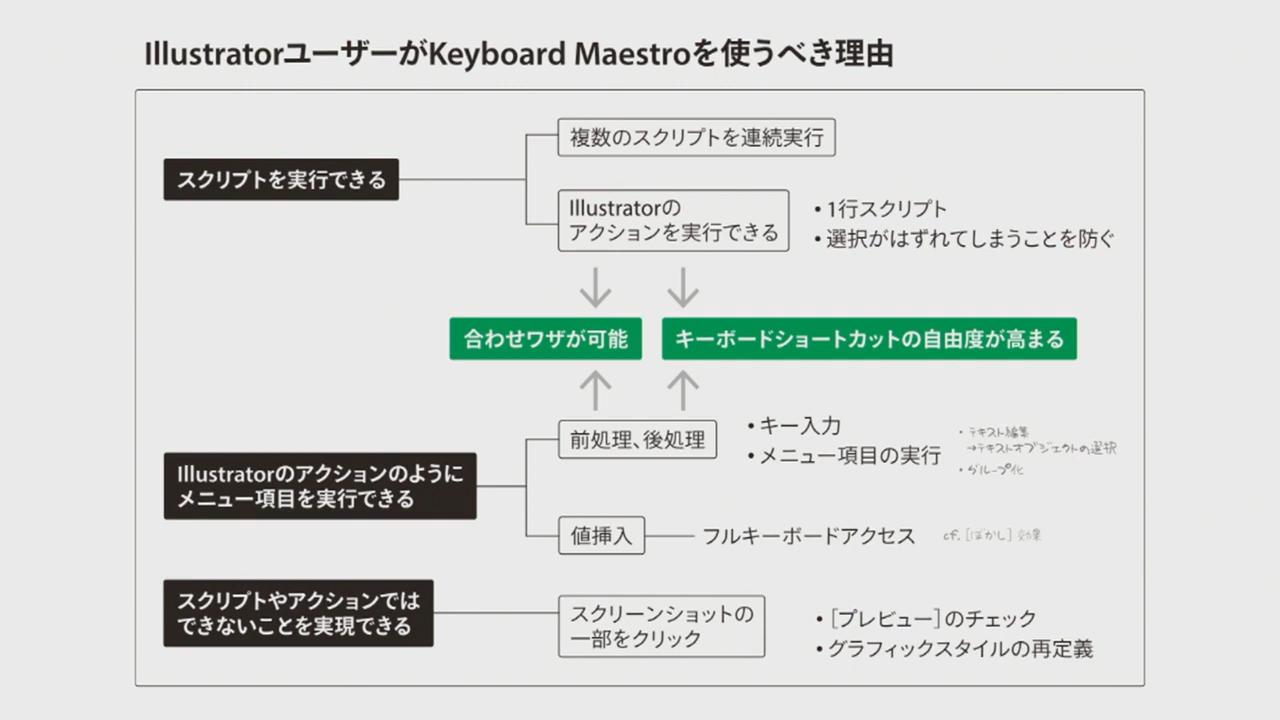 IllustratorユーザーがKeyboard Maestroを使うべき理由
スクリプトを実行できる
複数のスクリプトを連続実行
Illustratorの
アクションを実行できる
• 1行スクリプト
• 選択がはずれてしまうことを防ぐ
合わせワザが可能
キーボードショートカットの自由度が高まる
Illustratorのアクションのように
メニュー項目を実行できる
前処理、後処理
• キー入力
• メニュー項目の実行
・テキスト編集
→テキストオブジェクトの選択
・グループ化
値挿入
フルキーボードアクセス
cf. [ぼかし] 効果
スクリプトやアクションでは
できないことを実現できる
スクリーンショットの
一部をクリック
• [プレビュー]のチェック
• グラフィックスタイルの再定義